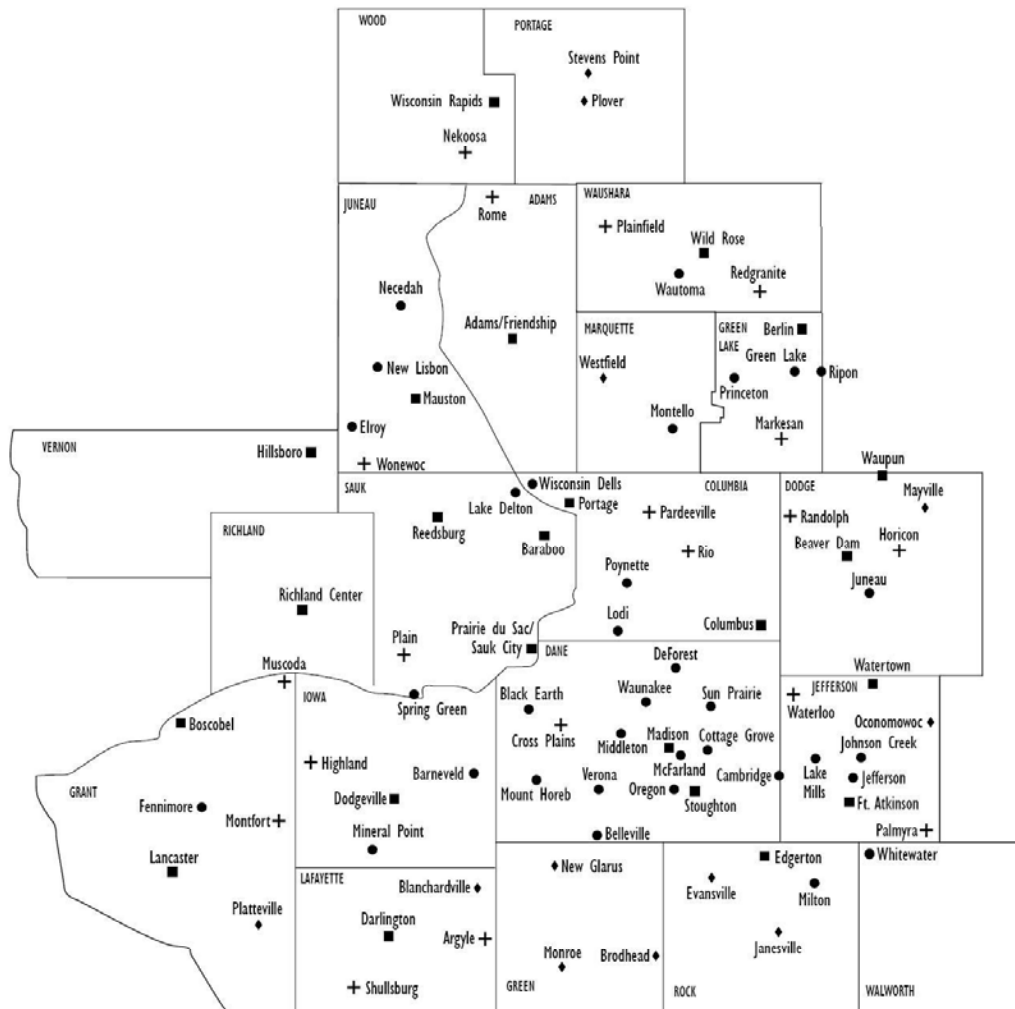 WOOD
PORTAGE
Stevens Point
Wisconsin Rapids
Plover
Nekoosa
JUNEAU
ADAMS
WAUSHARA
Rome
Plainfield
Wild Rose
Wautoma
Redgranite
Necedah
Adams/Friendship
MARQUETTE
GREEN
LAKE
Berlin
Westfield
Green Lake
Ripon
New Lisbon
Princeton
Mauston
Montello
Markesan
Elroy
VERNON
Hillsboro
Wonewoc
Waupun
SAUK
Wisconsin Dells
COLUMBIA
DODGE
Mayville
Lake Delton
Portage
Pardeeville
Randolph
RICHLAND
Reedsburg
Baraboo
Rio
Beaver Dam
Horicon
Poynette
Juneau
Richland Center
Lodi
Columbus
Plain
Prairie du Sac/
Sauk City
DANE
DeForest
Watertown
Muscoda
IOWA
Spring Green
Black Earth
Waunakee
Sun Prairie
JEFFERSON
Waterloo
Boscobel
Cross Plains
Oconomowoc
Middleton
Madison
Cottage Grove
Johnson Creek
Highland
Barneveld
McFarland
Cambridge
Lake
Mills
Jefferson
GRANT
Dodgeville
Mount Horeb
Verona
Oregon
Stoughton
Ft. Atkinson
Fennimore
Montfort
Mineral Point
Belleville
Palmyra
Lancaster
LAFAYETTE
Blanchardville
New Glarus
Edgerton
Whitewater
Evansville
Milton
Platteville
Darlington
Argyle
Monroe
Brodhead
Janesville
Shullsburg
GREEN
ROCK
WALWORTH